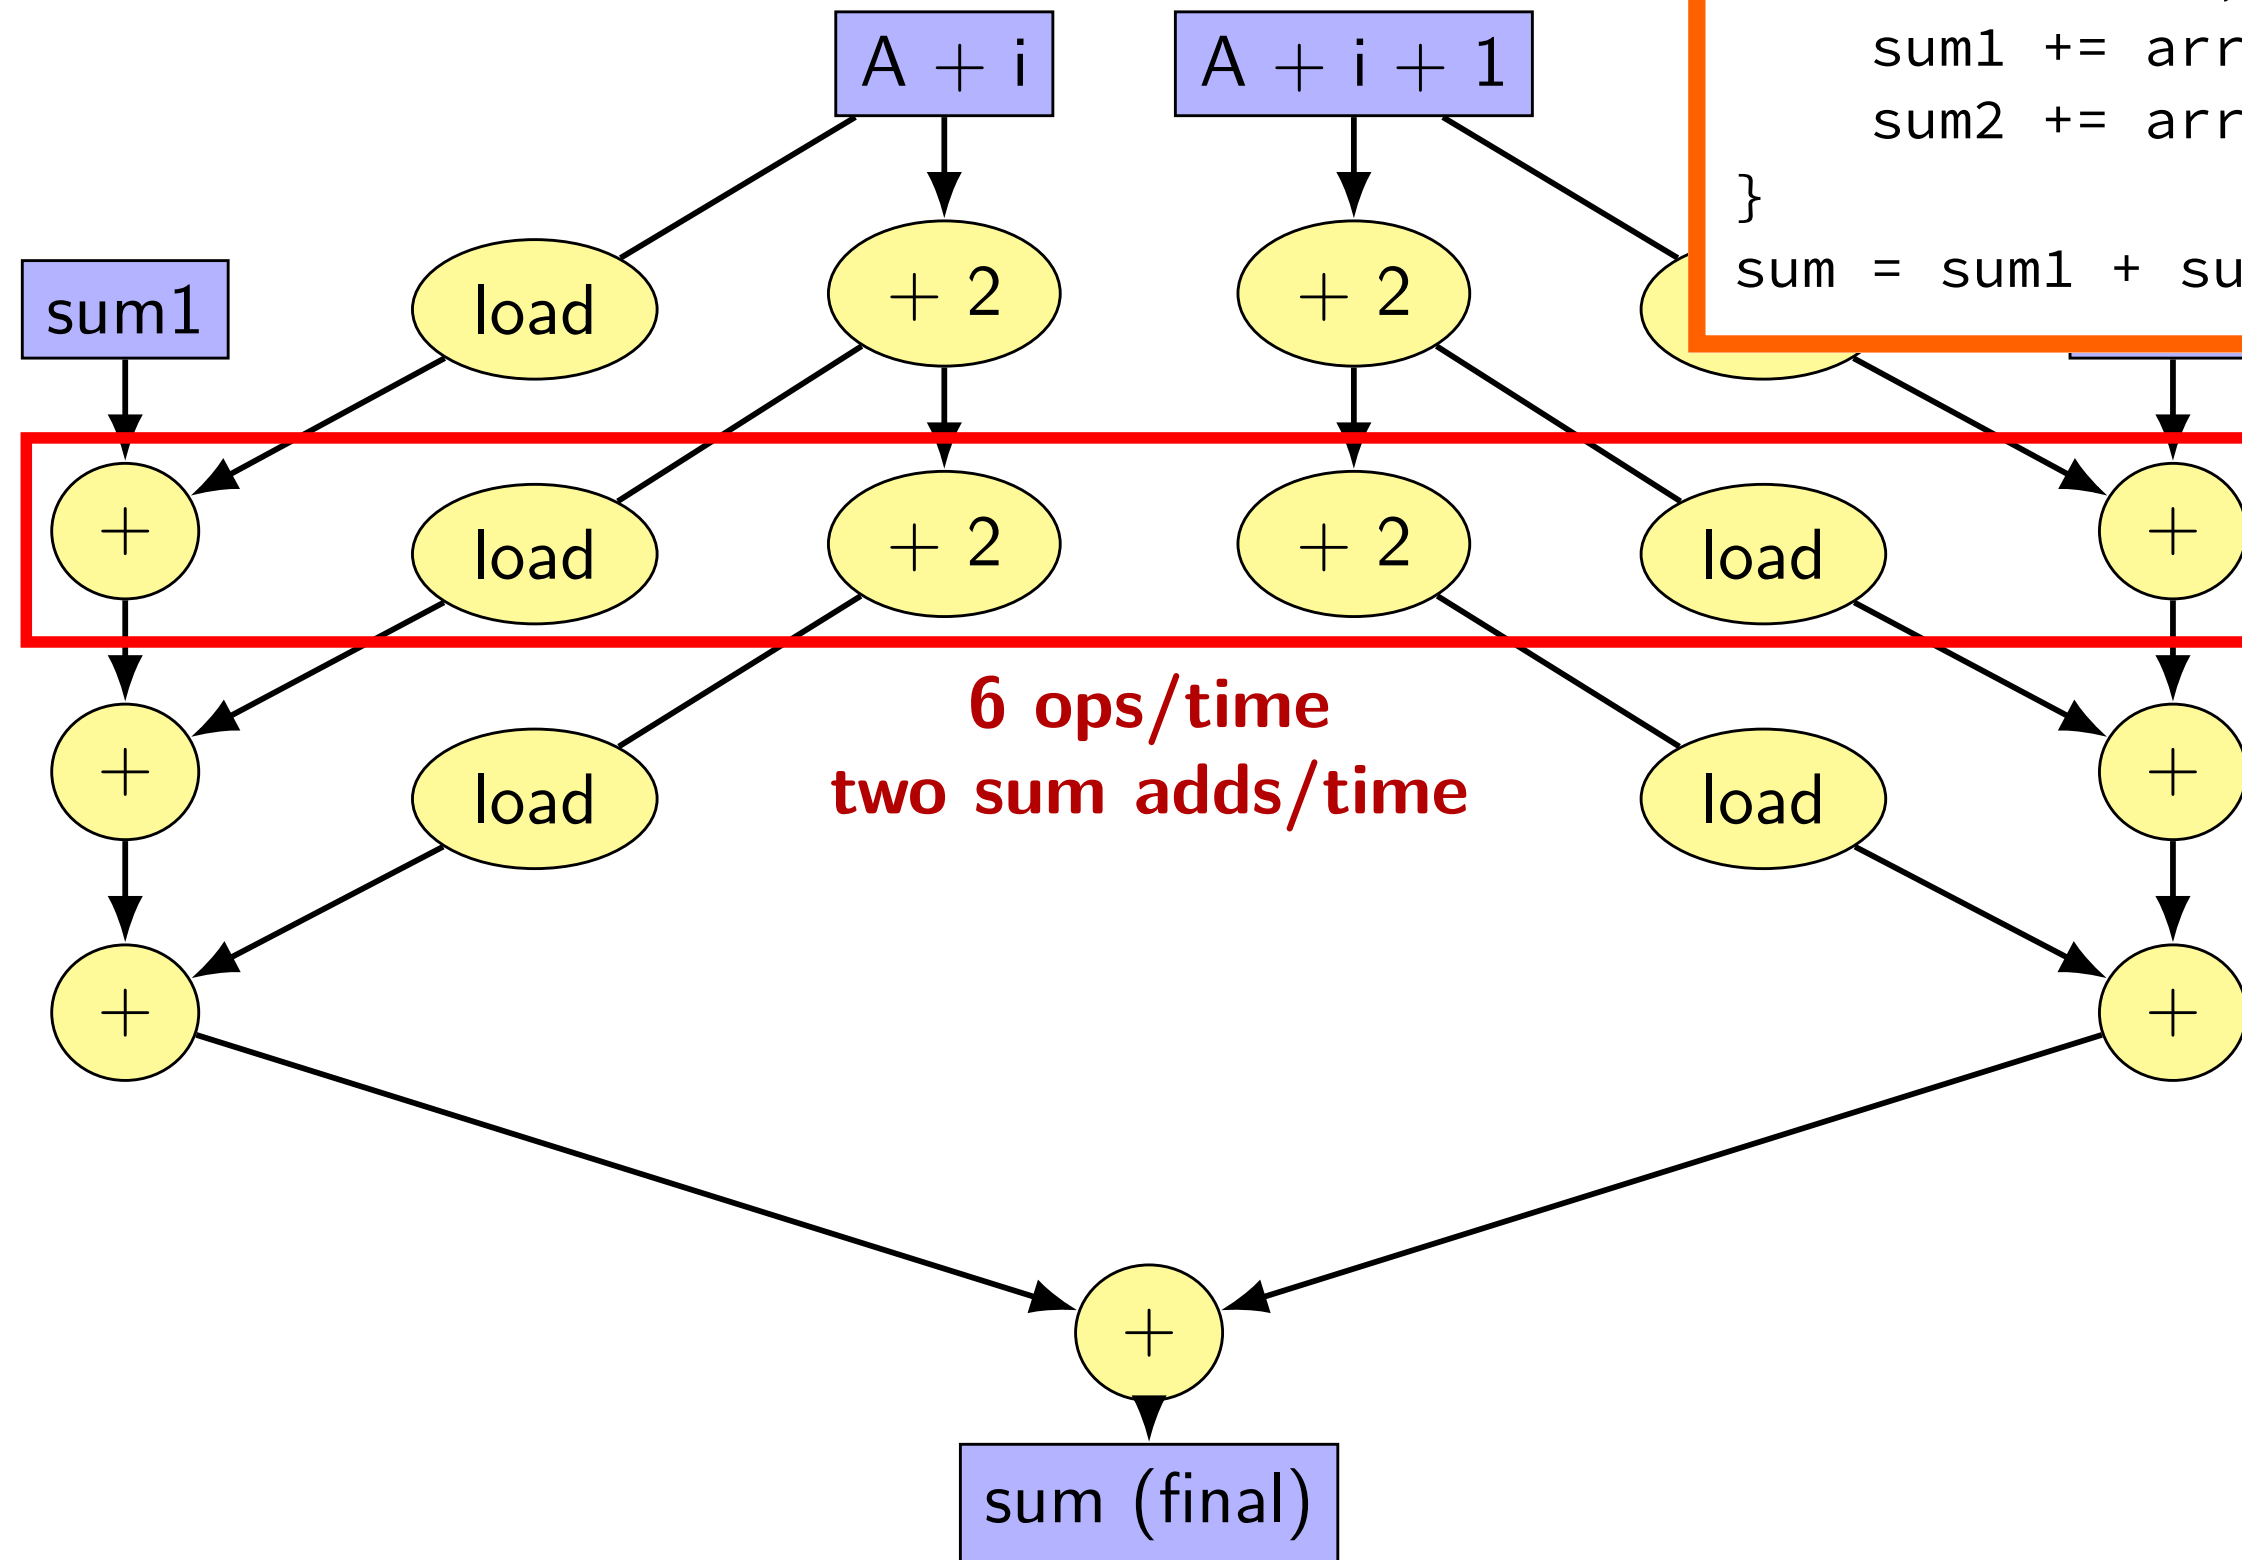 A + i
A + i + 1
sum1 += arr
sum2 += arr
}
sum = sum1 + su
sum1
load
+ 2
+ 2
+
load
+ 2
+ 2
load
+
6 ops/time
two sum adds/time
+
load
load
+
+
+
+
sum (final)